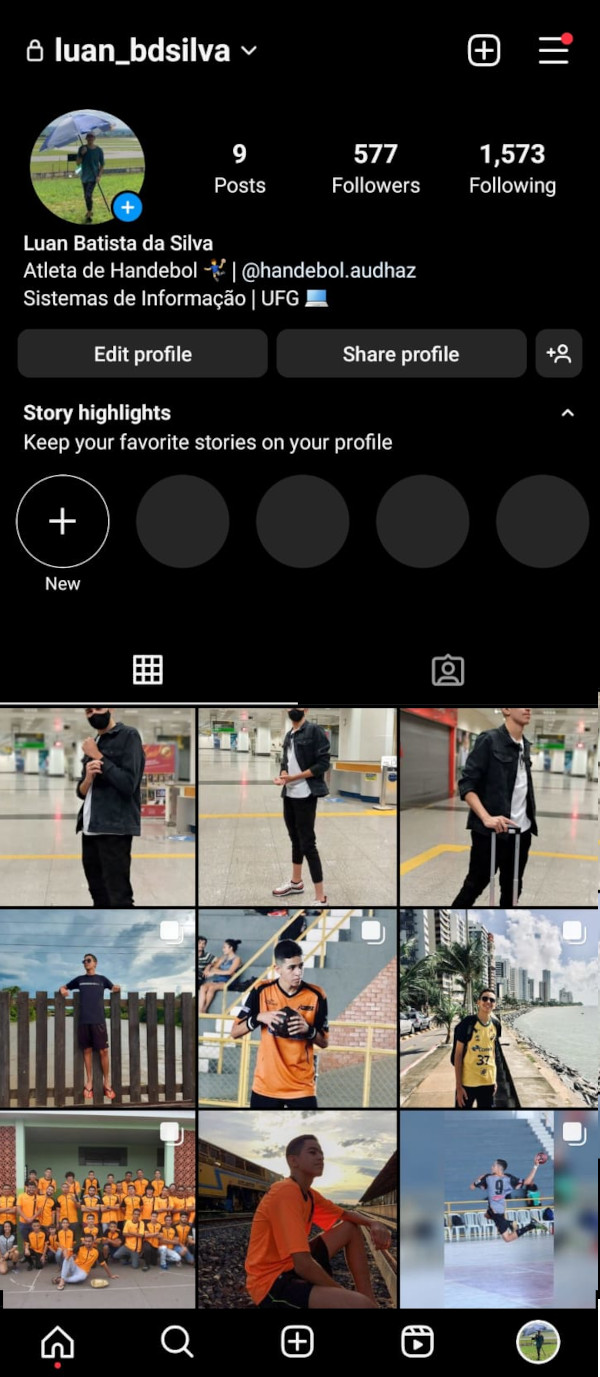 luan_bdsilva
9 577 1,573
Posts Followers Following
Luan Batista da Silva
Atleta de Handebol 🤾 | @handebol.audhaz
Sistemas de Informação | UFG 💻
Edit profile Share profile
Story highlights
Keep your favorite stories on your profile
New
37
9